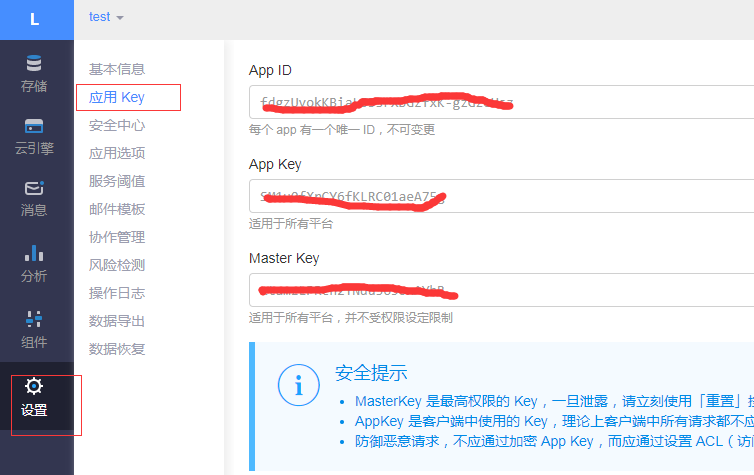 L
test
存储
云引擎
消息
分析
组件
设置
基本信息
应用 Key
安全中心
应用选项
服务阈值
邮件模板
协作管理
风险检测
操作日志
数据导出
数据恢复
App ID
每个 app 有一个唯一 ID，不可变更
App Key
适用于所有平台
Master Key
适用于所有平台，并不受权限设定限制
安全提示
MasterKey 是最高权限的 Key，一旦泄露，请立刻使用「重置」
AppKey 是客户端中使用的 Key，理论上客户端中所有请求都不应
防御恶意请求，不应通过加密 App Key，而应通过设置 ACL（访